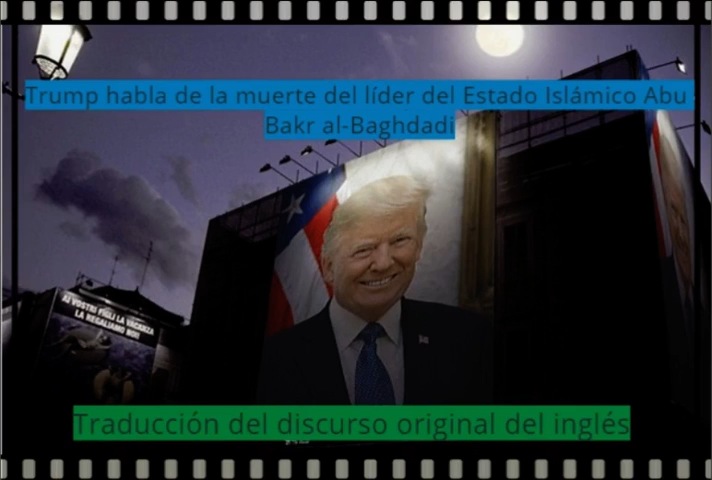 Trump habla de la muerte del líder del Estado Islámico Abu
Bakr al-Baghdadi
AI VOSTRI FIGLI LA VACANZA
LA REGALIAMO NOI!
Traducción del discurso original del inglés